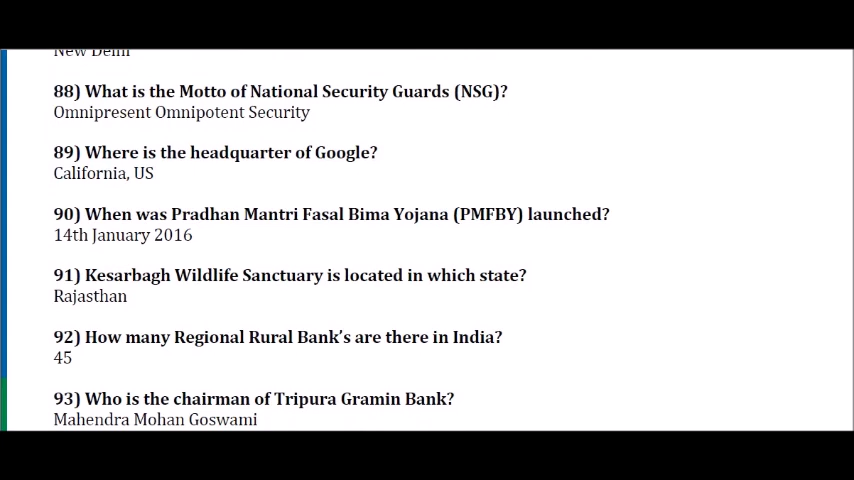 New Delhi
88) What is the Motto of National Security Guards (NSG)?
Omnipresent Omnipotent Security
89) Where is the headquarter of Google?
California, US
90) When was Pradhan Mantri Fasal Bima Yojana (PMFBY) launched?
14th January 2016
91) Kesarbagh Wildlife Sanctuary is located in which state?
Rajasthan
92) How many Regional Rural Bank's are there in India?
45
93) Who is the chairman of Tripura Gramin Bank?
Mahendra Mohan Goswami